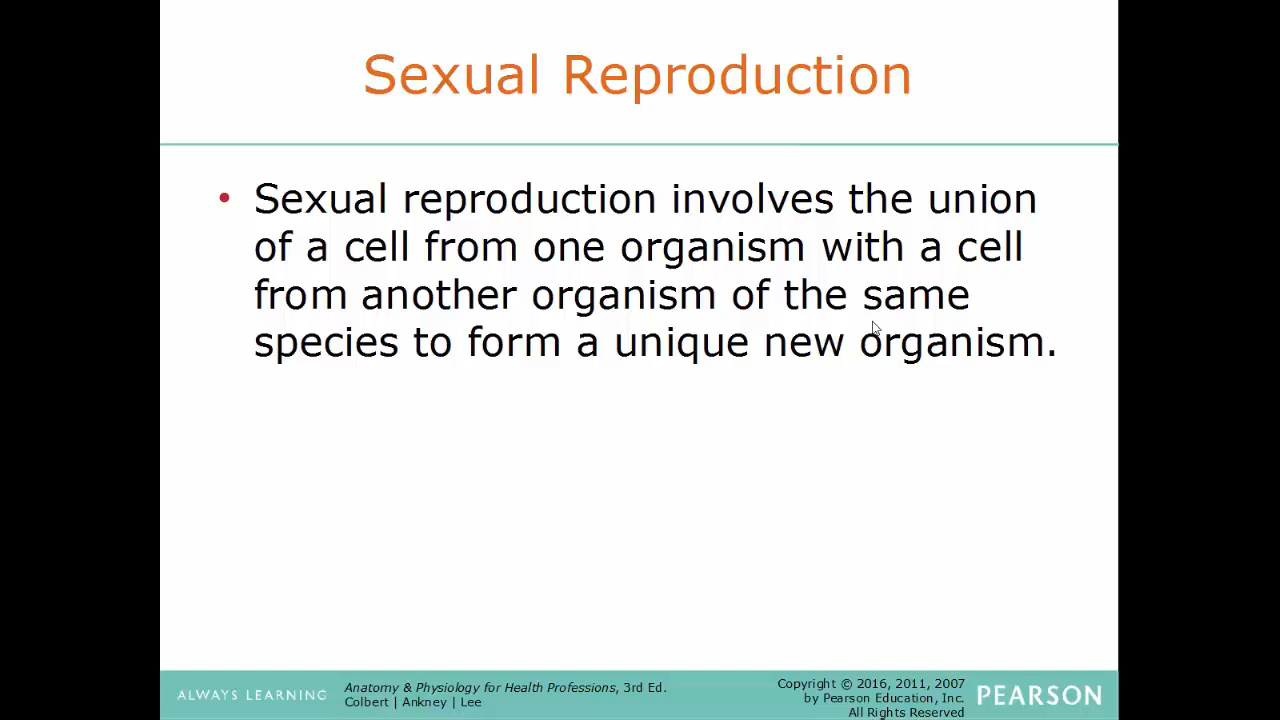 Sexual Reproduction
• Sexual reproduction involves the union
of a cell from one organism with a cell
from another organism of the same
species to form a unique new organism.
ALWAYS LEARNING
Anatomy & Physiology for Health Professions, 3rd Ed.
Colbert | Ankney | Lee
Copyright © 2016, 2011, 2007
by Pearson Education, Inc.
All Rights Reserved
PEARSON